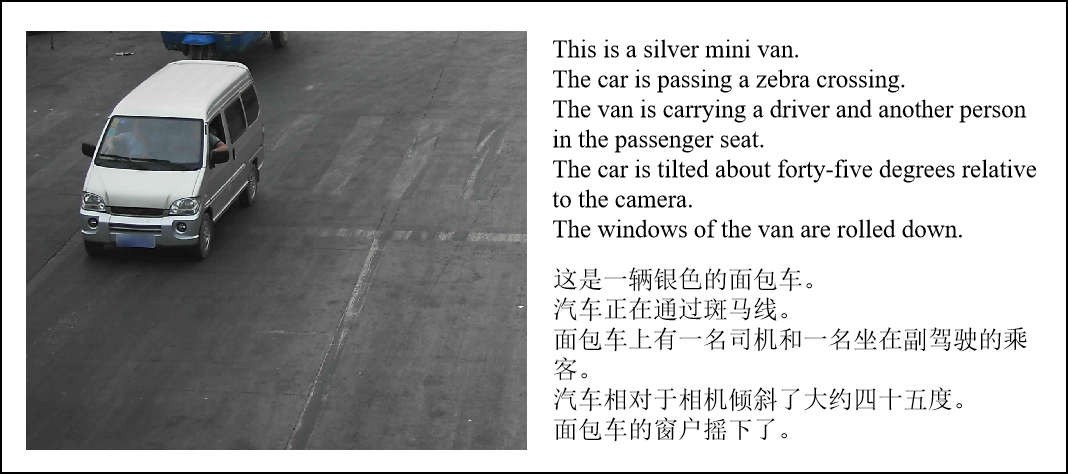 This is a silver mini van.
The car is passing a zebra crossing.
The van is carrying a driver and another person
in the passenger seat.
The car is tilted about forty-five degrees relative
to the camera.
The windows of the van are rolled down.
这是一辆银色的面包车。
汽车正在通过斑马线。
面包车上有一名司机和一名坐在副驾驶的乘
客。
汽车相对于相机倾斜了大约四十五度。
面包车的窗户摇下了。